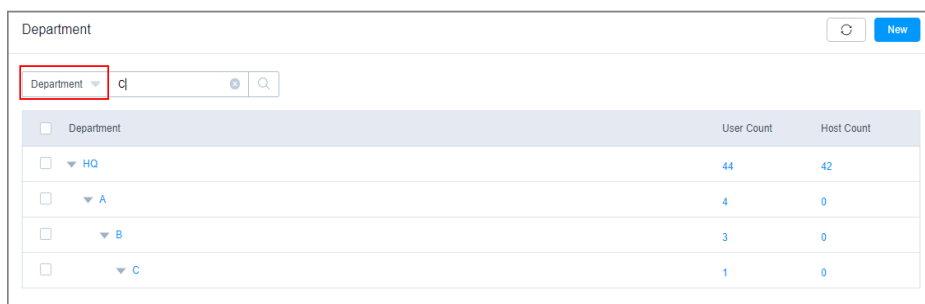 Department New
Department C
Department User Count Host Count
HQ 44 42
A 4 0
B 3 0
C 1 0